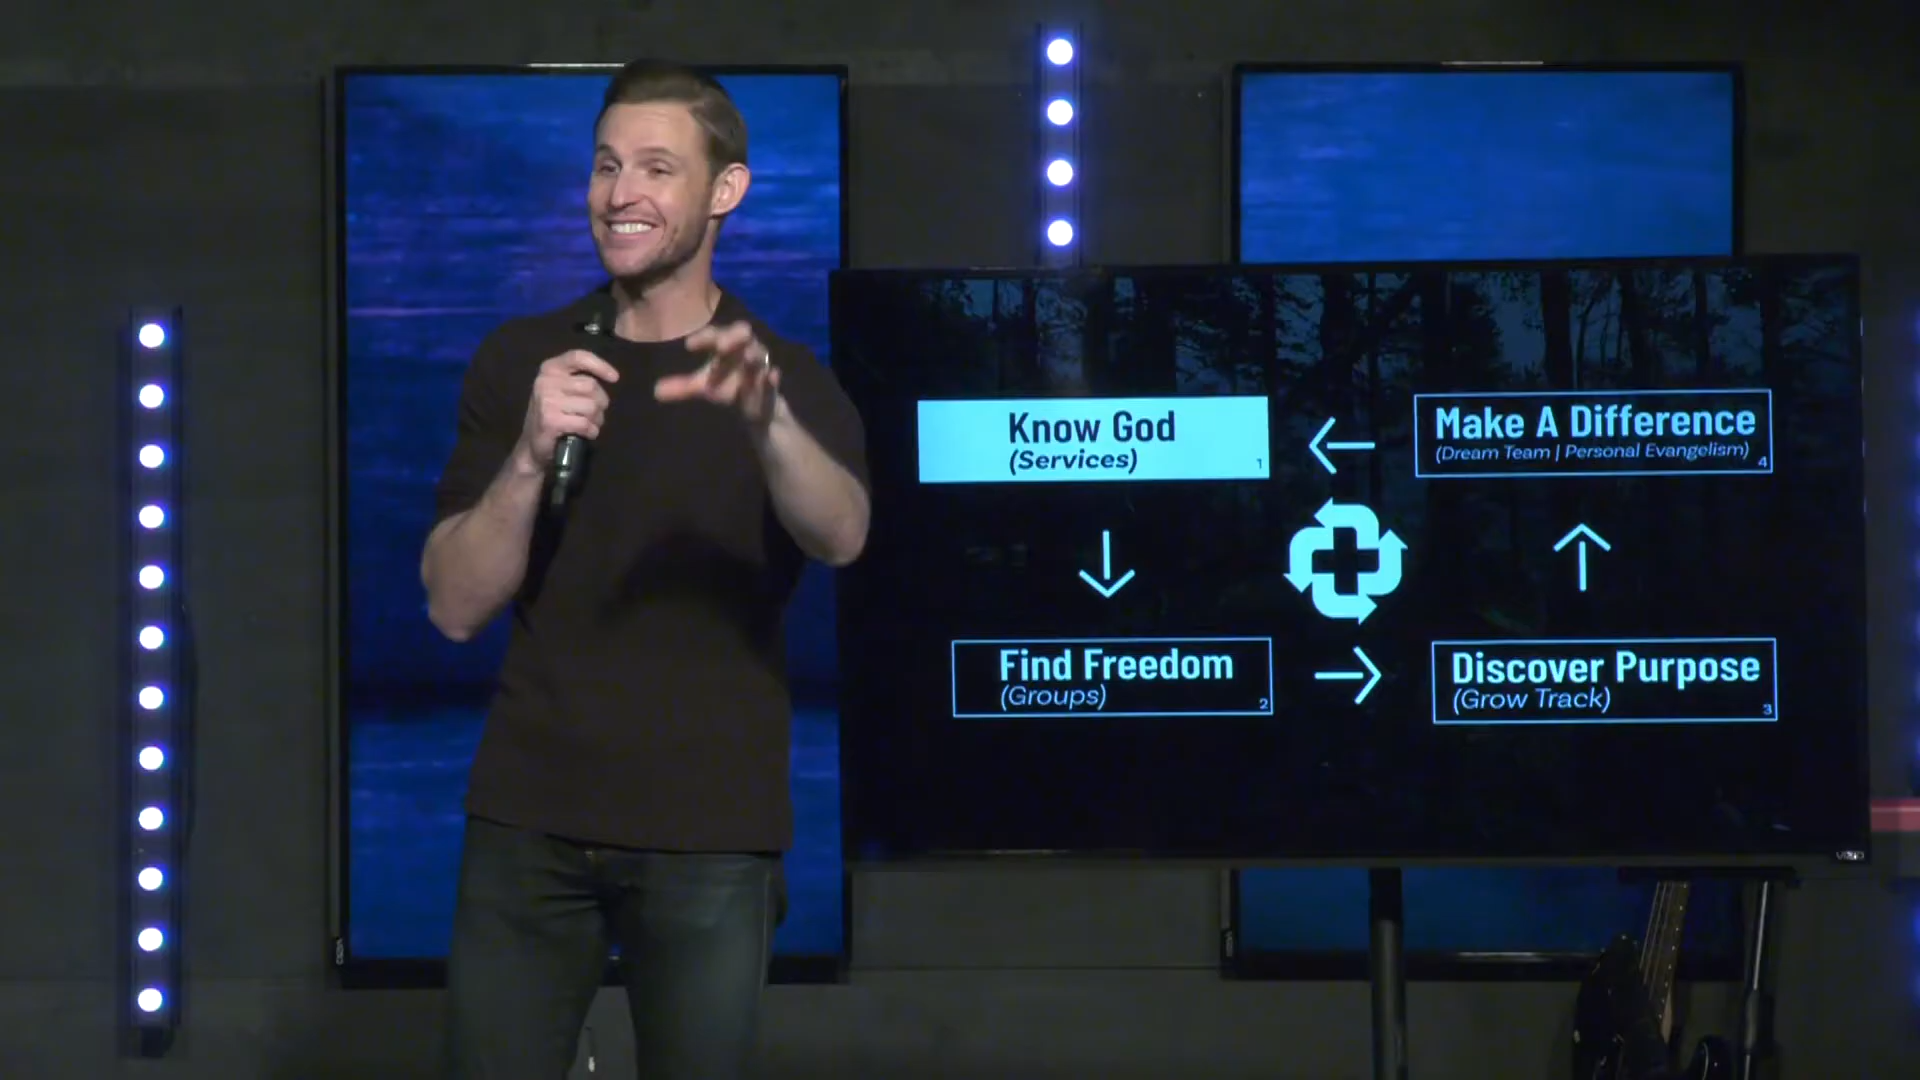 Know God
(Services)
1
Make A Difference
(Dream Team | Personal Evangelism)
4
Find Freedom
(Groups)
2
Discover Purpose
(Grow Track)
3
VIZIO